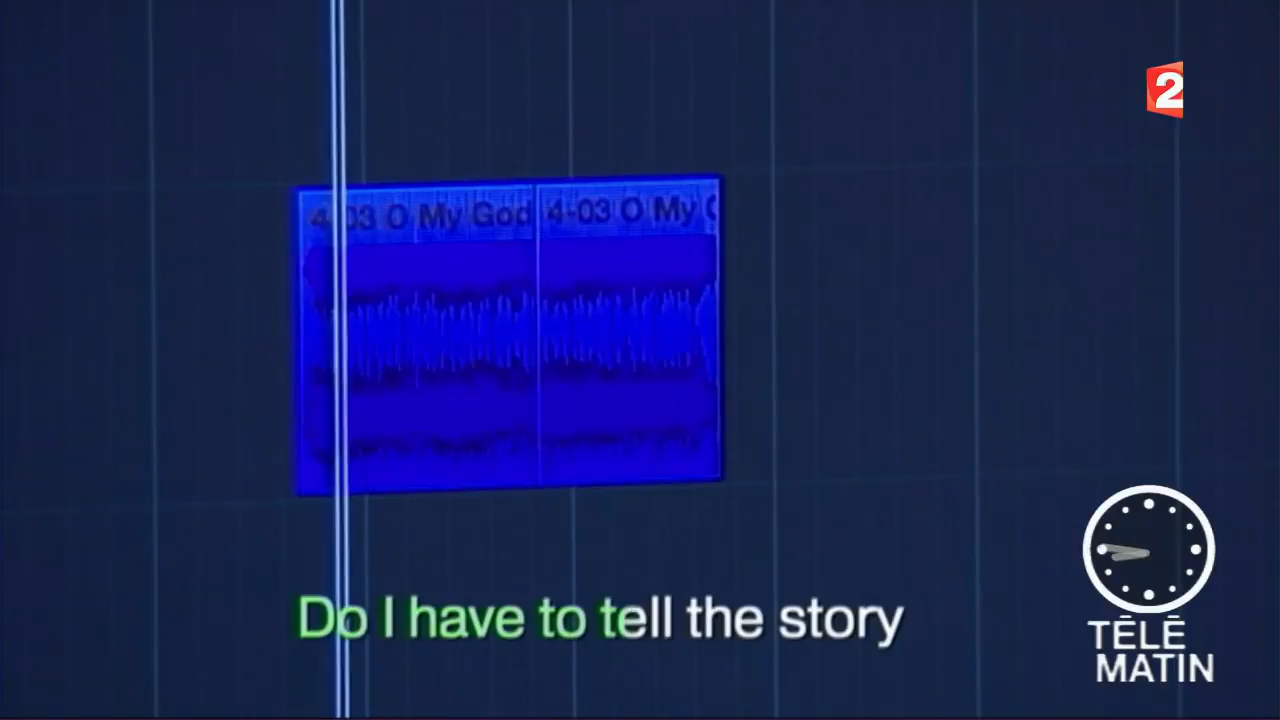 2
4-03 O My God 4-03 O My
Do I have to tell the story
TÉLÉ
MATIN